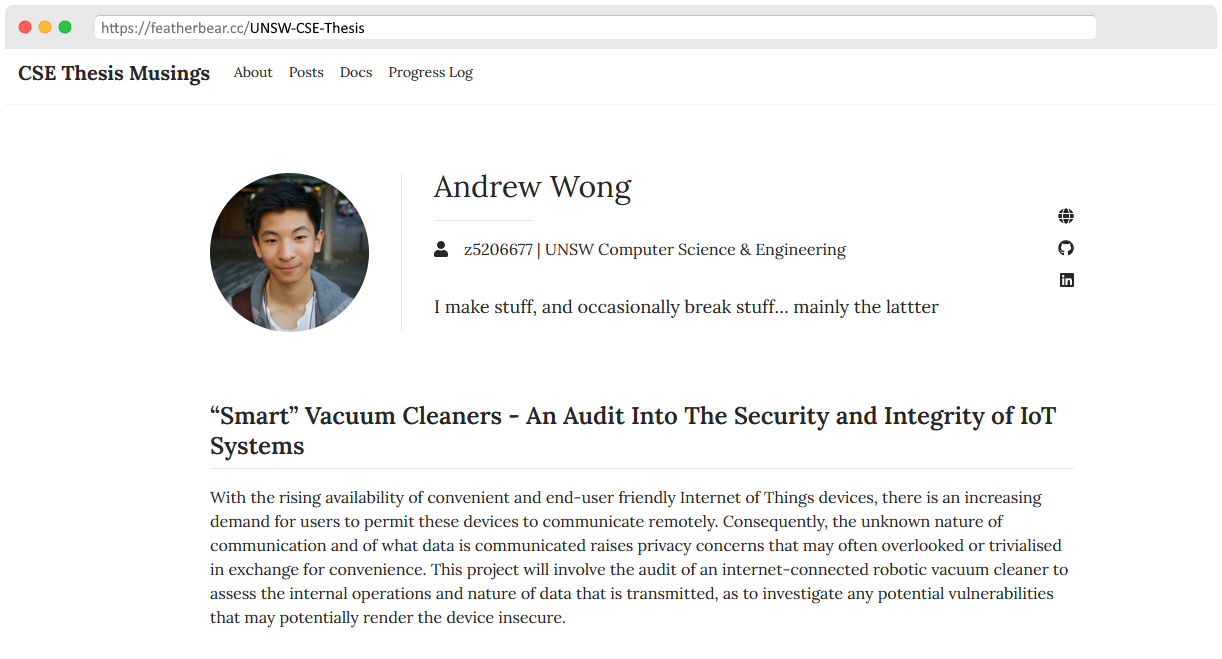 https://featherbear.cc/UNSW-CSE-Thesis
CSE Thesis Musings About Posts Docs Progress Log
Andrew Wong
z5206677 | UNSW Computer Science & Engineering
I make stuff, and occasionally break stuff... mainly the lattter
“Smart” Vacuum Cleaners - An Audit Into The Security and Integrity of IoT
Systems
With the rising availability of convenient and end-user friendly Internet of Things devices, there is an increasing
demand for users to permit these devices to communicate remotely. Consequently, the unknown nature of
communication and of what data is communicated raises privacy concerns that may often overlooked or trivialised
in exchange for convenience. This project will involve the audit of an internet-connected robotic vacuum cleaner to
assess the internal operations and nature of data that is transmitted, as to investigate any potential vulnerabilities
that may potentially render the device insecure.